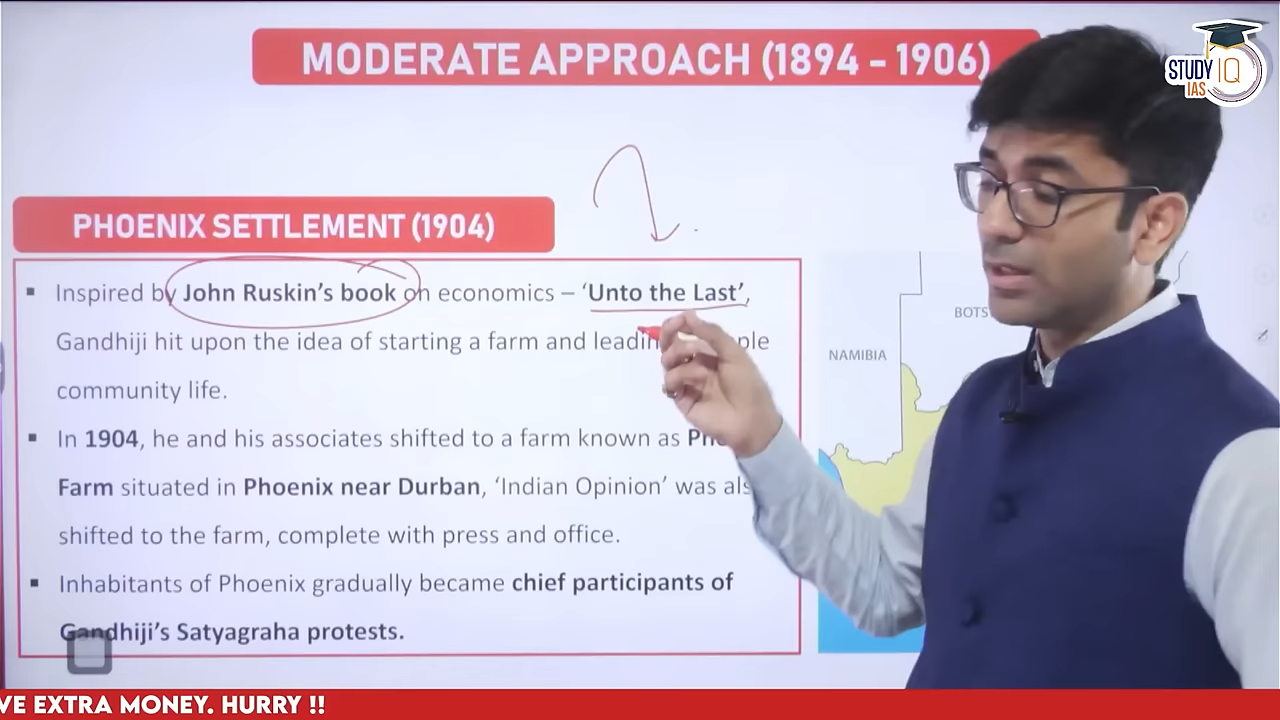 MODERATE APPROACH (1894 – 1906)
STUDY IQ
IAS
PHOENIX SETTLEMENT (1904)
▪ Inspired by John Ruskin's book on economics – 'Unto the Last',
Gandhiji hit upon the idea of starting a farm and
community life.
▪ In 1904, he and his associates shifted to a farm known as
Farm situated in Phoenix near Durban, 'Indian Opinion' was
shifted to the farm, complete with press and office.
▪ Inhabitants of Phoenix gradually became chief participants of
Gandhiji's Satyagraha protests.
BOTS
NAMIBIA
VE EXTRA MONEY. HURRY !!